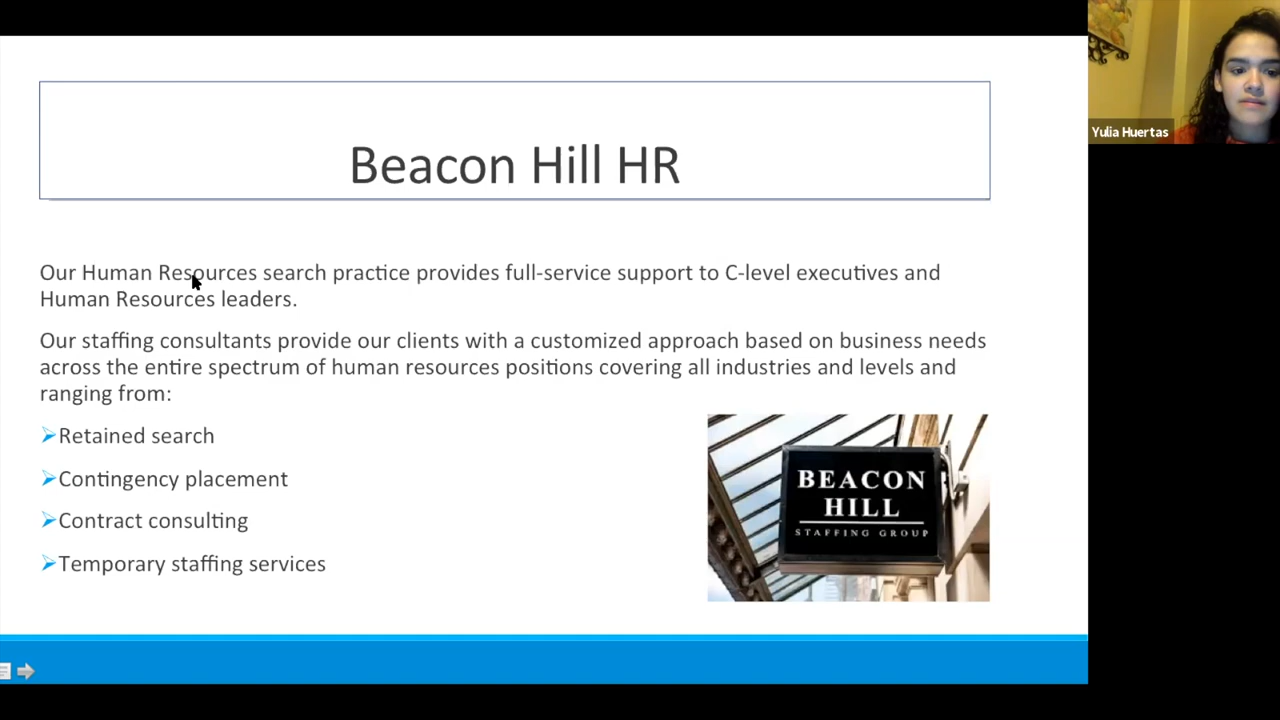 Yulia Huertas
Beacon Hill HR
Our Human Resources search practice provides full-service support to C-level executives and
Human Resources leaders.
Our staffing consultants provide our clients with a customized approach based on business needs
across the entire spectrum of human resources positions covering all industries and levels and
ranging from:
Retained search
Contingency placement
Contract consulting
Temporary staffing services
BEACON
HILL
STAFFING GROUP